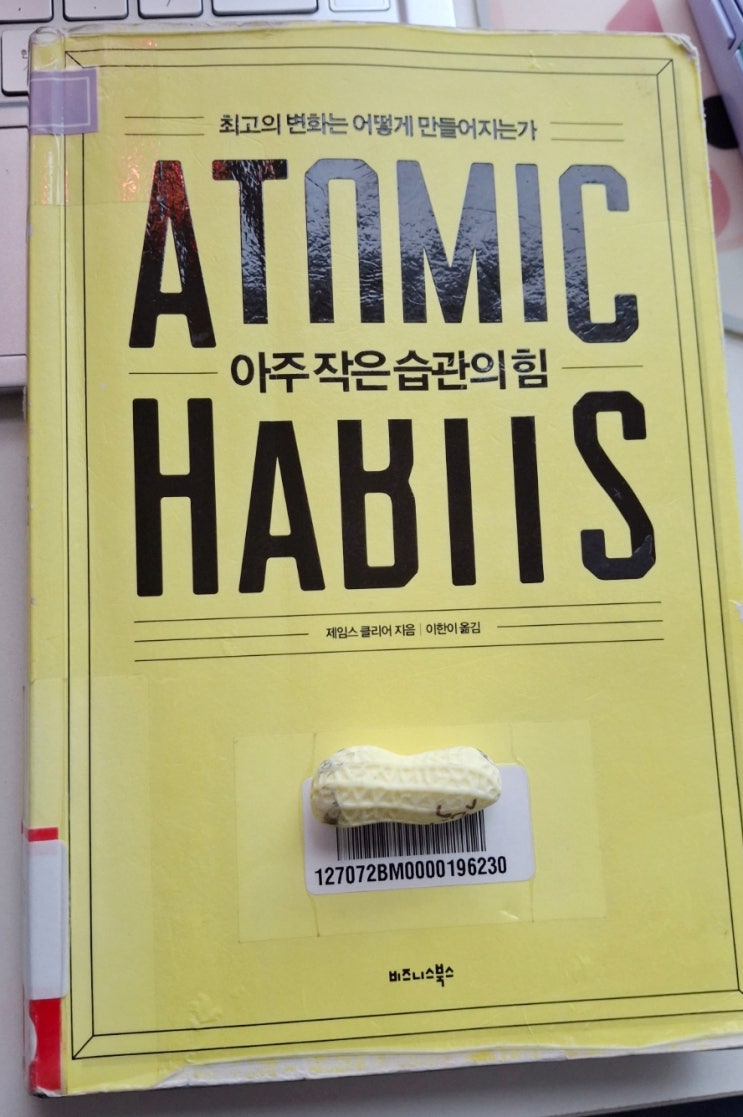 최고의 변화는 어떻게 만들어지는가
ATOMIC
아주 작은 습관의 힘
HABITS
제임스 클리어 지음 | 이한이 옮김
127072BM0000196230
비즈니스북스